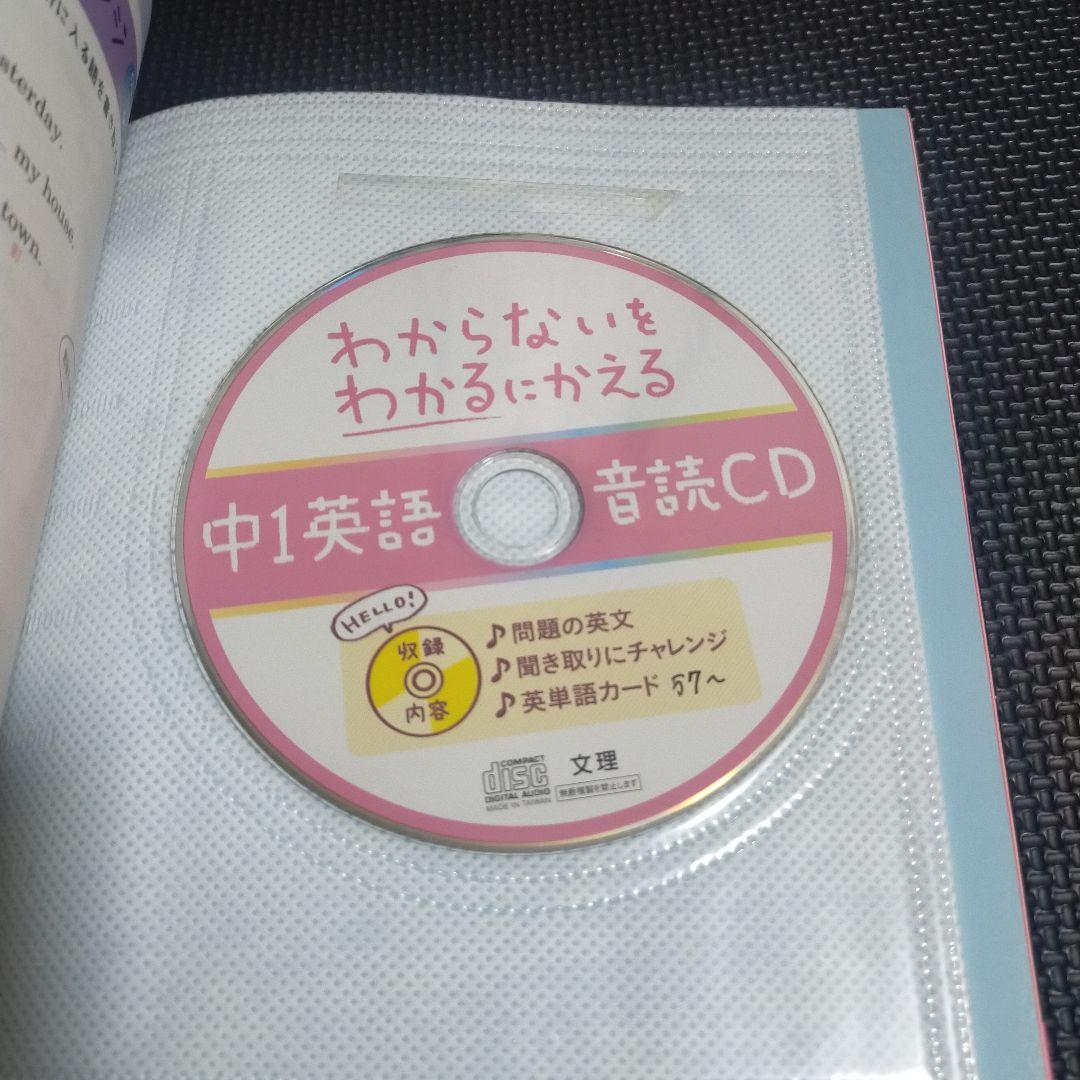 sterday.
my house.
town.
町
わからないを
わかるにかえる
中1英語 音読CD
HELLO!
収録
内容
♪問題の英文
♪聞き取りにチャレンジ
♪英単語カード 57〜
COMPACT
disc
DIGITAL AUDIO
MADE IN TAIWAN
文理
無断複製を禁止します